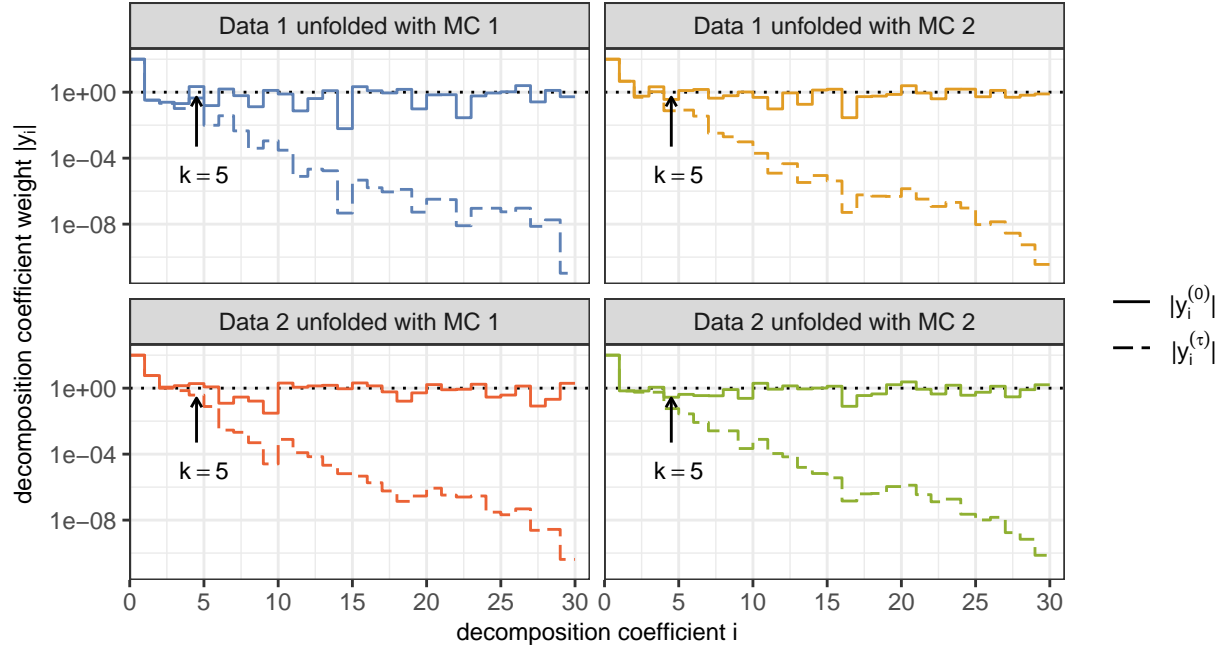 Data 1 unfolded with MC 1
Data 1 unfolded with MC 2
1e+00
1e−04
1e−08
k = 5
k = 5
Data 2 unfolded with MC 1
Data 2 unfolded with MC 2
1e+00
1e−04
1e−08
k = 5
k = 5
0 5 10 15 20 25 30
0 5 10 15 20 25 30
decomposition coefficient i
decomposition coefficient weight |y_i|
|y_i^(0)|
|y_i^(τ)|